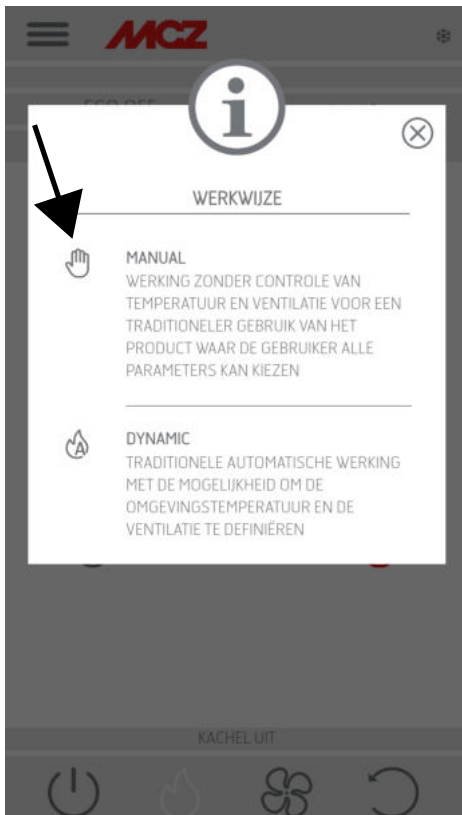 MCZ
ECO OFF
WERKWIJZE
MANUAL
WERKING ZONDER CONTROLE VAN
TEMPERATUUR EN VENTILATIE VOOR EEN
TRADITIONELER GEBRUIK VAN HET
PRODUCT WAAR DE GEBRUIKER ALLE
PARAMETERS KAN KIEZEN
DYNAMIC
TRADITIONELE AUTOMATISCHE WERKING
MET DE MOGELIJKHEID OM DE
OMGEVINGSTEMPERATUUR EN DE
VENTILATIE TE DEFINIËREN
KACHEL UIT